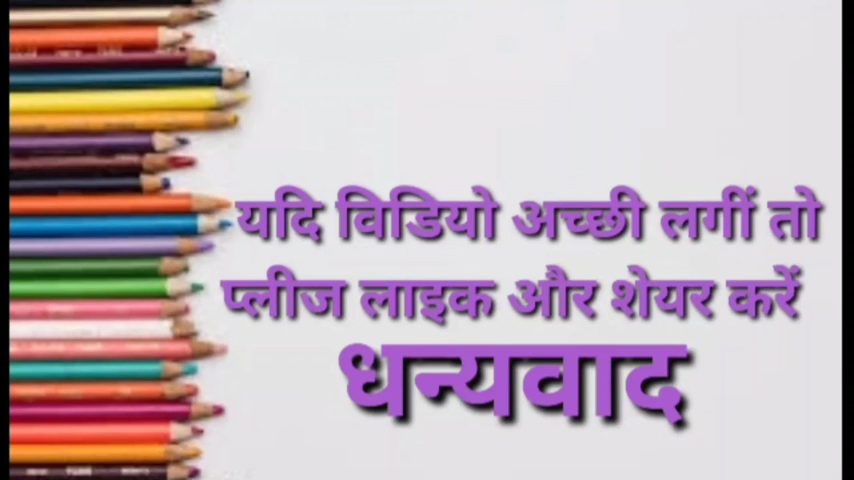 यदि विडियो अच्छी लगीं तो
प्लीज लाइक और शेयर करें
धन्यवाद